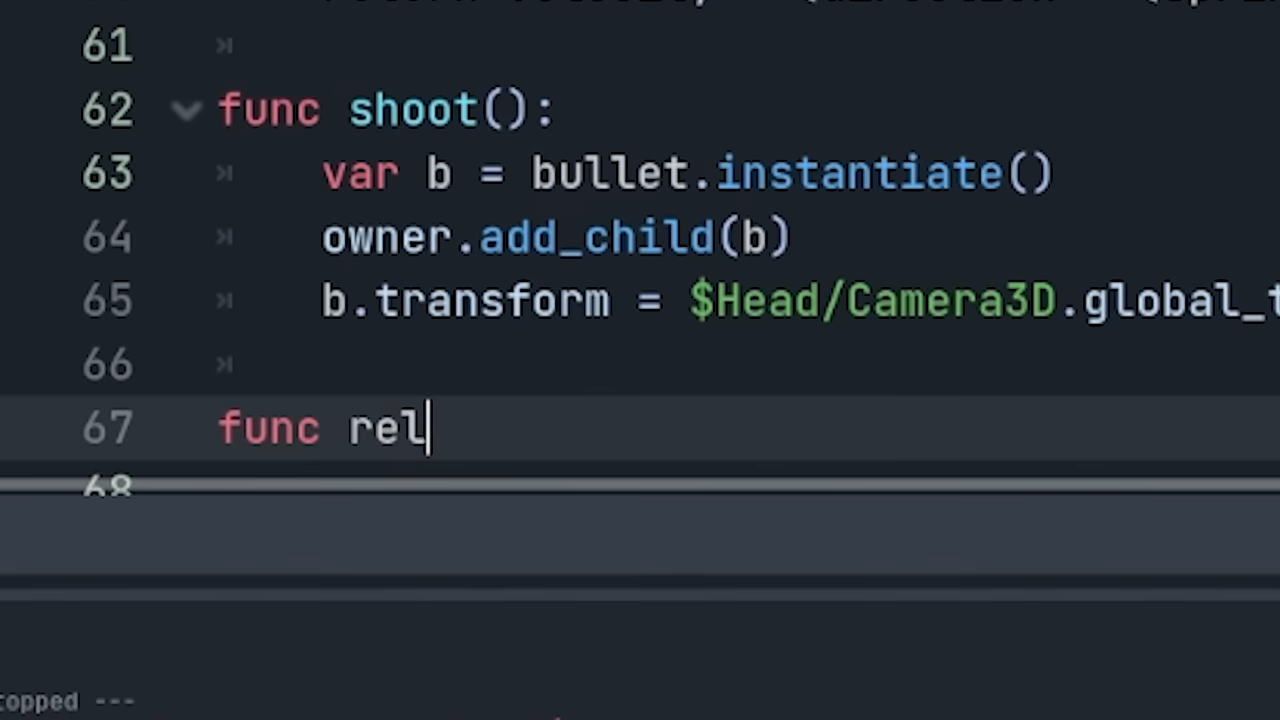 61
62 func shoot():
63 var b = bullet.instantiate()
64 owner.add_child(b)
65 b.transform = $Head/Camera3D.global_t
66
67 func rel
68
topped ---